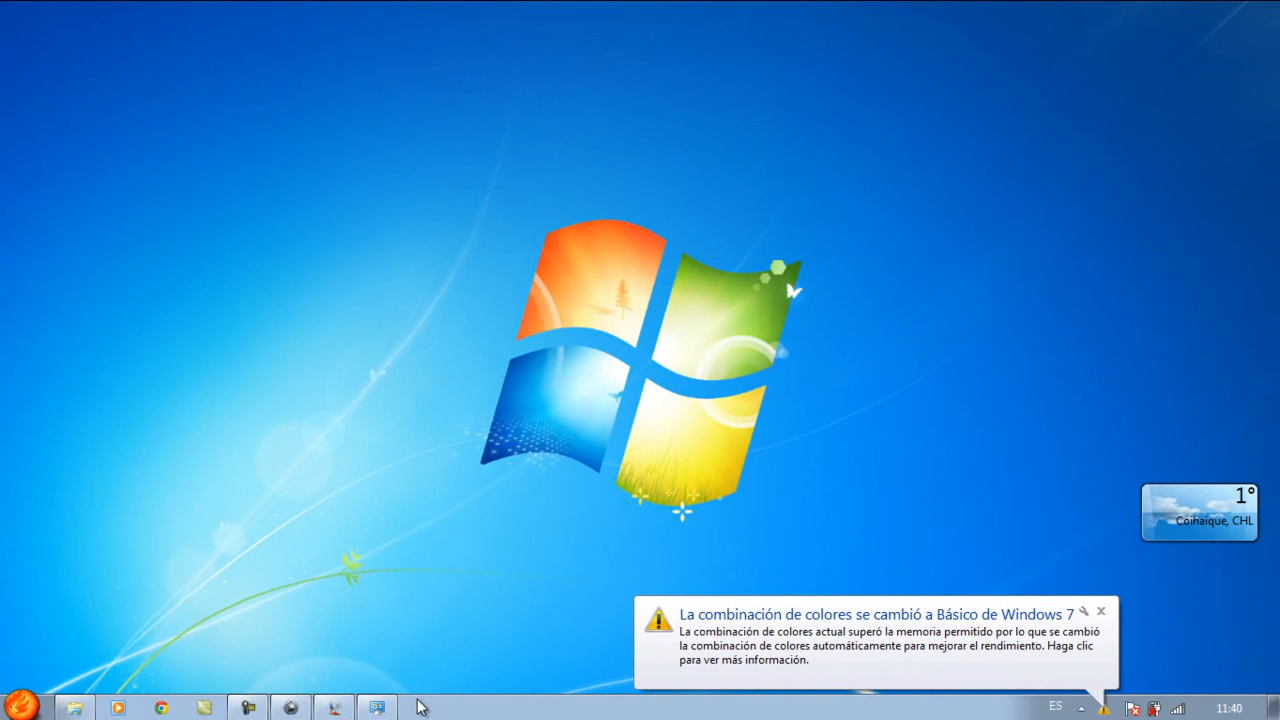 1°
Coihaique, CHL
La combinación de colores se cambió a Básico de Windows 7
La combinación de colores actual superó la memoria permitido por lo que se cambió
la combinación de colores automáticamente para mejorar el rendimiento. Haga clic
para ver más información.
ES
11:40